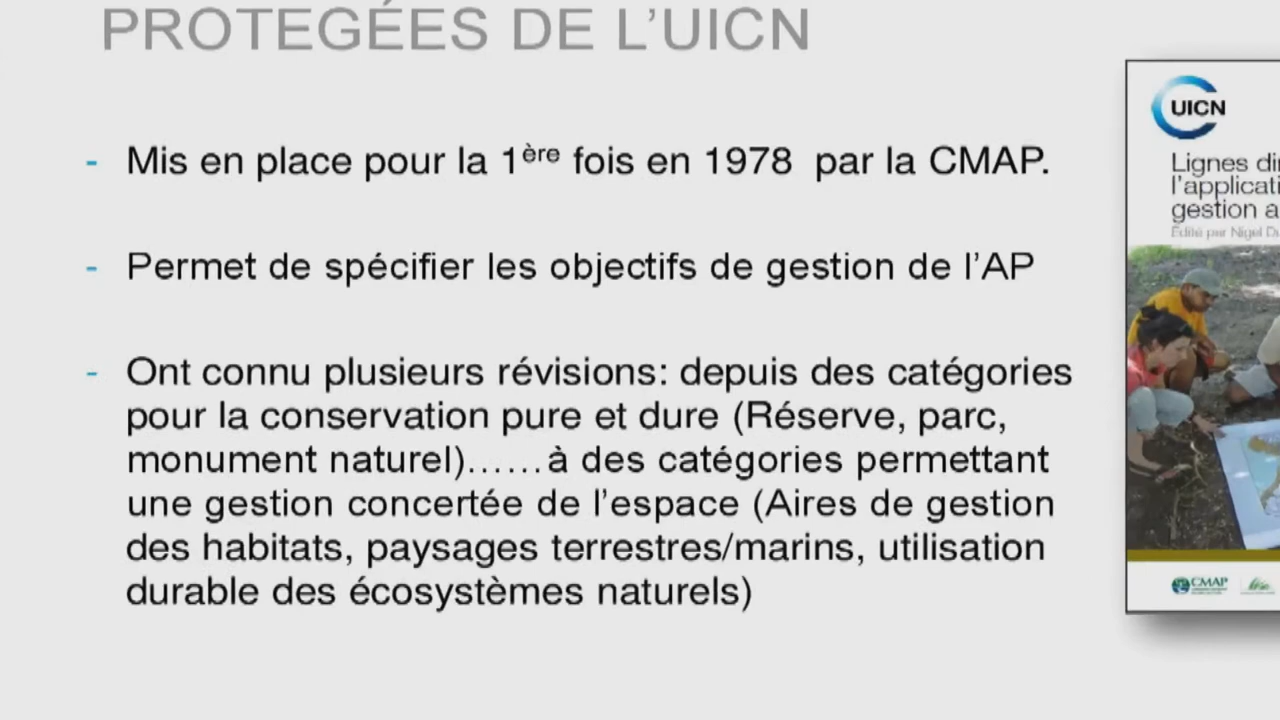 PROTEGÉES DE L'UICN
- Mis en place pour la 1ère fois en 1978 par la CMAP.
- Permet de spécifier les objectifs de gestion de l'AP
- Ont connu plusieurs révisions: depuis des catégories
pour la conservation pure et dure (Réserve, parc,
monument naturel)……à des catégories permettant
une gestion concertée de l'espace (Aires de gestion
des habitats, paysages terrestres/marins, utilisation
durable des écosystèmes naturels)
UICN
Lignes
l'applicati
gestion a
Edité par Nigel
CMAP